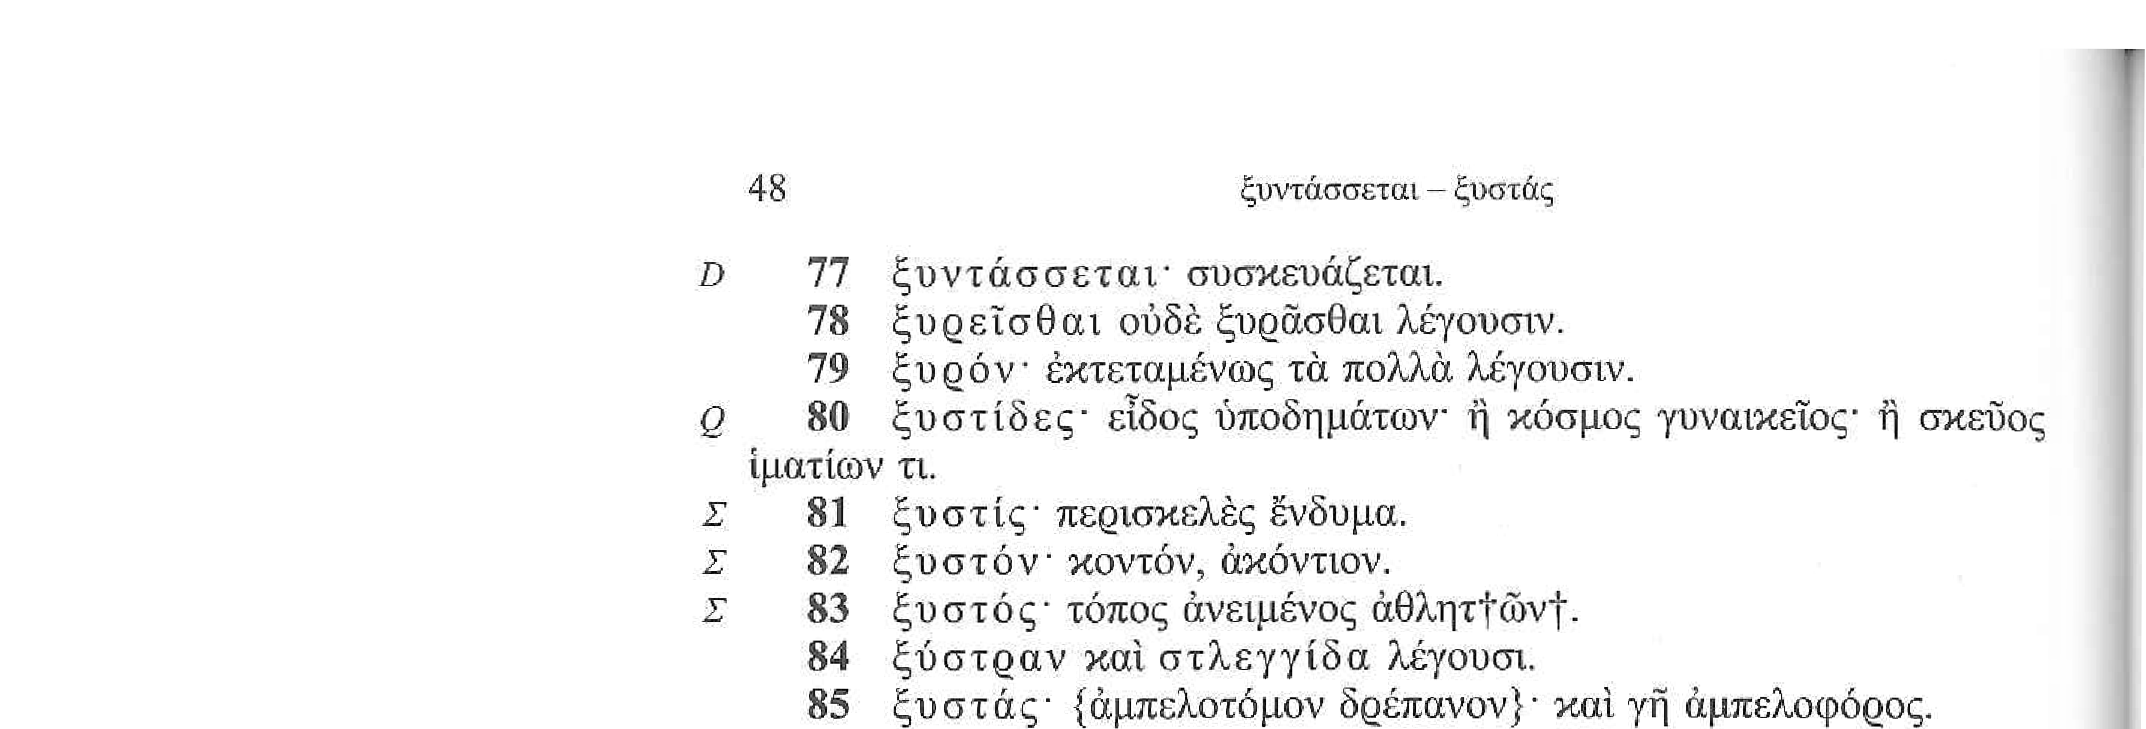 48 ξυντάσσεται – ξυστάς
D 77 ξυντάσσεται· συσκευάζεται.
78 ξυρεῖσθαι οὐδὲ ξυρᾶσθαι λέγουσιν.
79 ξυρόν· ἐκτεταμένως τὰ πολλὰ λέγουσιν.
Q 80 ξυστίδες· εἶδος ὑποδημάτων· ἢ κόσμος γυναικεῖος· ἢ σκεῦος
ἱματίων τι.
Σ 81 ξυστίς· περισκελὲς ἔνδυμα.
Σ 82 ξυστόν· κοντόν, ἀκόντιον.
Σ 83 ξυστός· τόπος ἀνειμένος ἀθλητ†ῶν†.
84 ξύστραν καὶ στλεγγίδα λέγουσι.
85 ξυστάς· {ἀμπελοτόμον δρέπανον}· καὶ γῆ ἀμπελοφόρος.